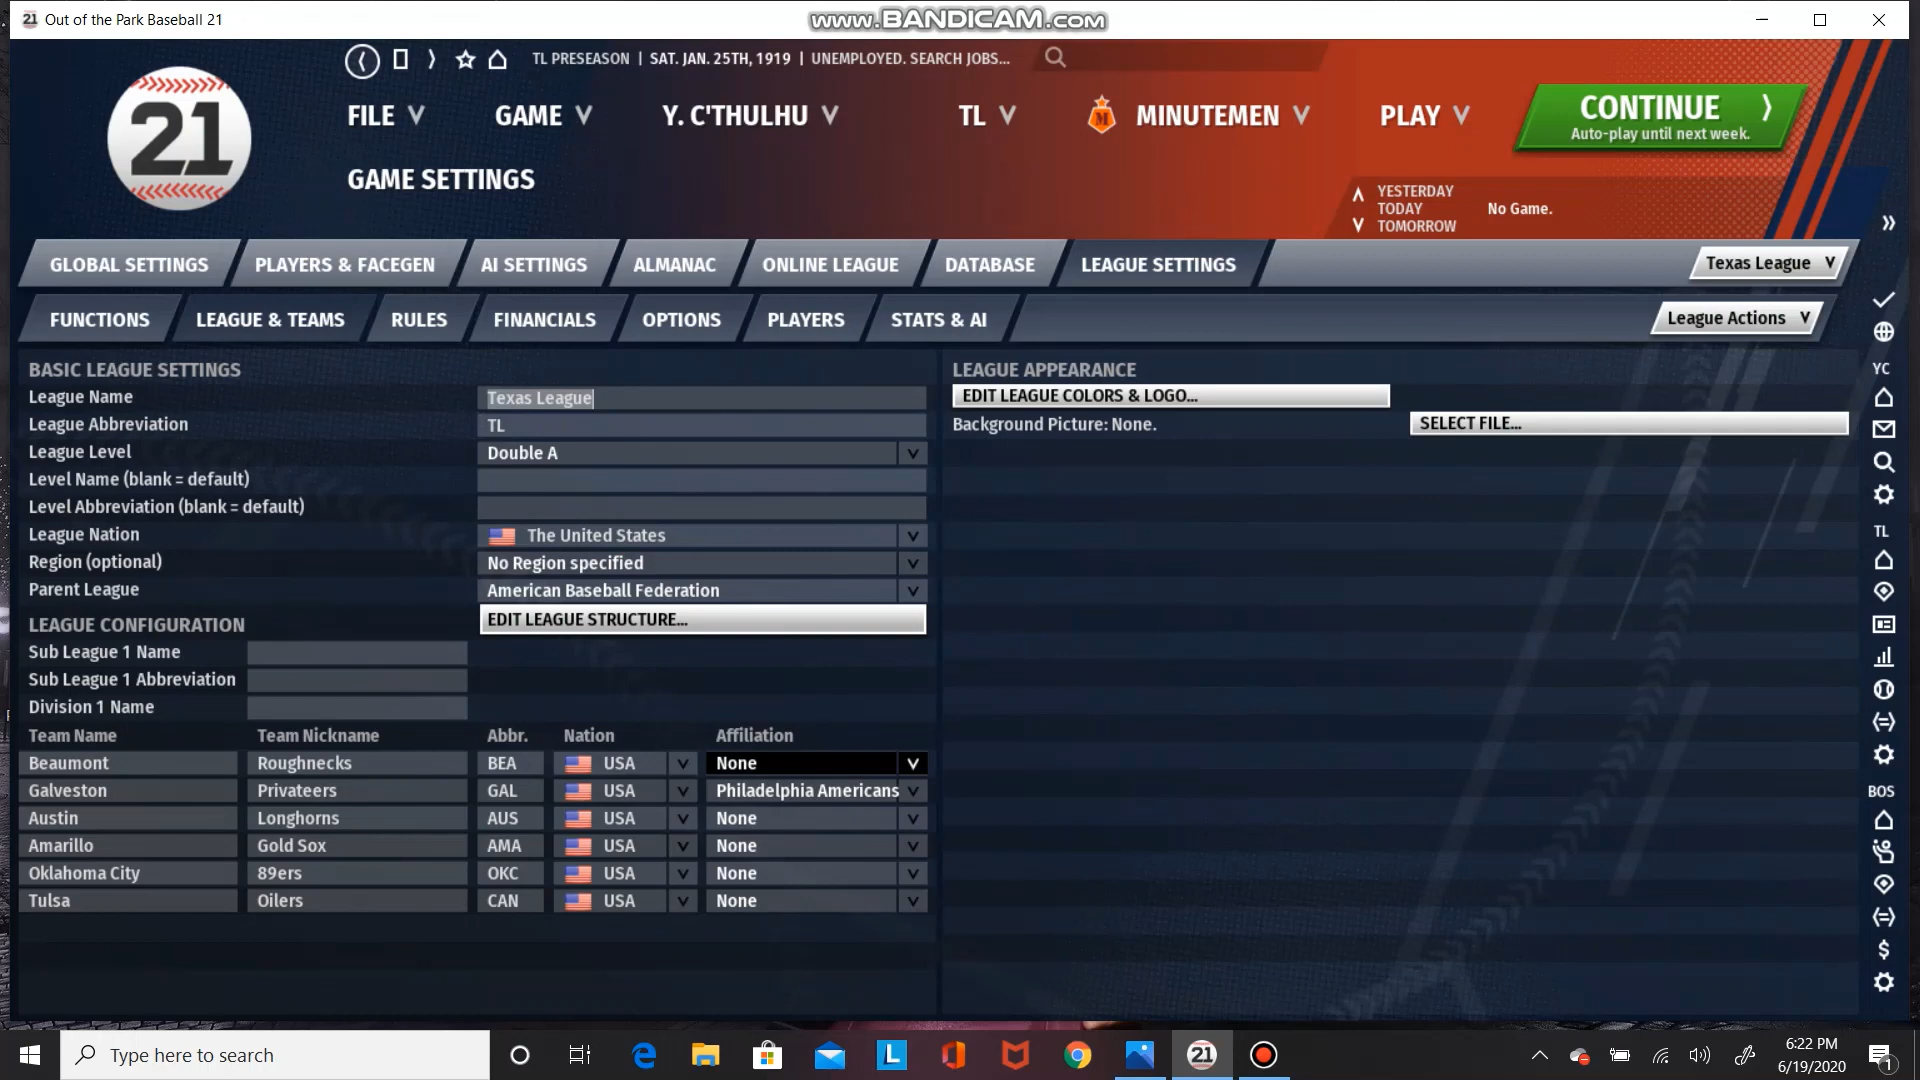 21 Out of the Park Baseball 21
www.BANDICAM.com
TL PRESEASON | SAT. JAN. 25TH, 1919 | UNEMPLOYED. SEARCH JOBS...
21
FILE GAME Y. C'THULHU TL M MINUTEMEN PLAY
CONTINUE
Auto-play until next week.
GAME SETTINGS
YESTERDAY
TODAY No Game.
TOMORROW
GLOBAL SETTINGS PLAYERS & FACEGEN AI SETTINGS ALMANAC ONLINE LEAGUE DATABASE LEAGUE SETTINGS Texas League
FUNCTIONS LEAGUE & TEAMS RULES FINANCIALS OPTIONS PLAYERS STATS & AI League Actions
BASIC LEAGUE SETTINGS
League Name Texas League
League Abbreviation TL
League Level Double A
Level Name (blank = default)
Level Abbreviation (blank = default)
League Nation The United States
Region (optional) No Region specified
Parent League American Baseball Federation
EDIT LEAGUE STRUCTURE...
LEAGUE CONFIGURATION
Sub League 1 Name
Sub League 1 Abbreviation
Division 1 Name
Team Name Team Nickname Abbr. Nation Affiliation
Beaumont Roughnecks BEA USA None
Galveston Privateers GAL USA Philadelphia Americans
Austin Longhorns AUS USA None
Amarillo Gold Sox AMA USA None
Oklahoma City 89ers OKC USA None
Tulsa Oilers CAN USA None
LEAGUE APPEARANCE
EDIT LEAGUE COLORS & LOGO...
Background Picture: None. SELECT FILE...
YC
TL
BOS
Type here to search
L
21
6:22 PM
6/19/2020
1